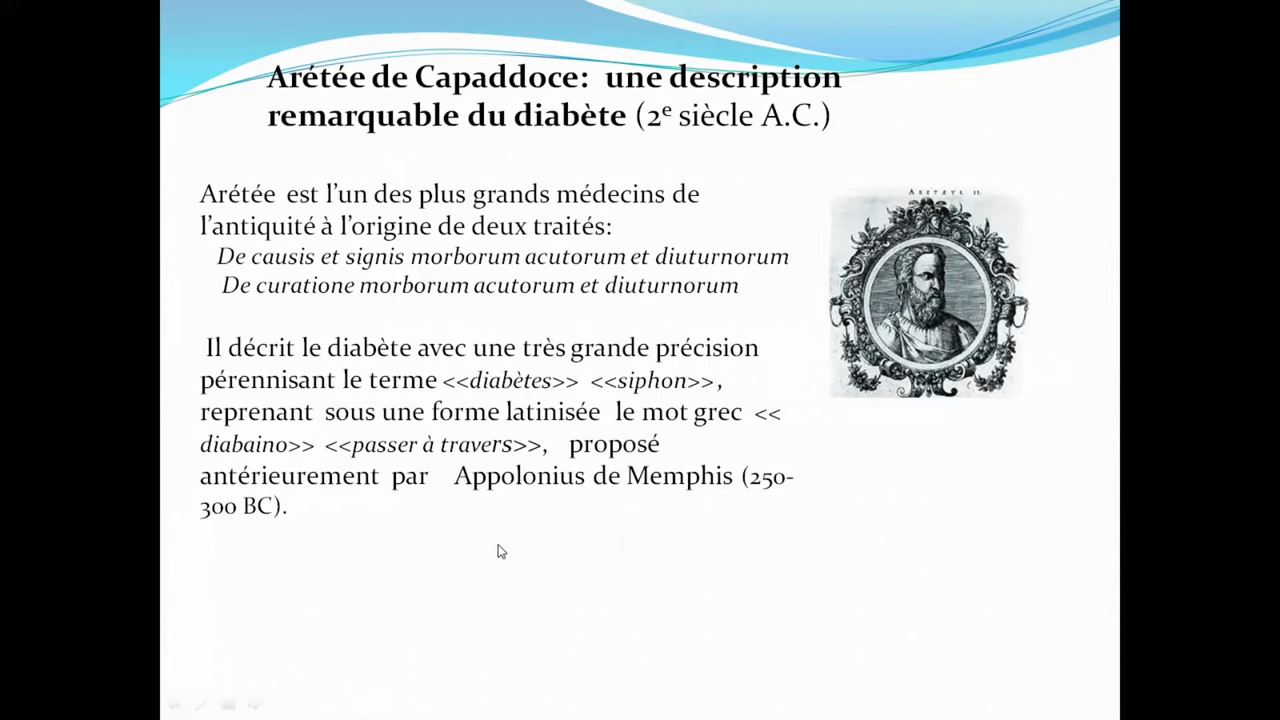 Arétée de Capaddoce: une description
remarquable du diabète (2e siècle A.C.)
Arétée est l’un des plus grands médecins de
l’antiquité à l’origine de deux traités:
De causis et signis morborum acutorum et diuturnorum
De curatione morborum acutorum et diuturnorum
Il décrit le diabète avec une très grande précision
pérennisant le terme <<diabètes>> <<siphon>>,
reprenant sous une forme latinisée le mot grec <<
diabaino>> <<passer à travers>>, proposé
antérieurement par Appolonius de Memphis (250-
300 BC).